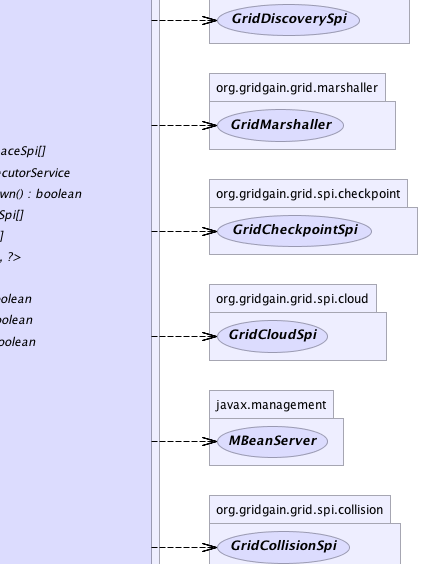 GridDiscoverySpi
org.gridgain.grid.marshaller
GridMarshaller
aceSpi[]
ecutorService
wn() : boolean
Spi[]
]
, ?>
olean
oolean
oolean
org.gridgain.grid.spi.checkpoint
GridCheckpointSpi
org.gridgain.grid.spi.cloud
GridCloudSpi
javax.management
MBeanServer
org.gridgain.grid.spi.collision
GridCollisionSpi